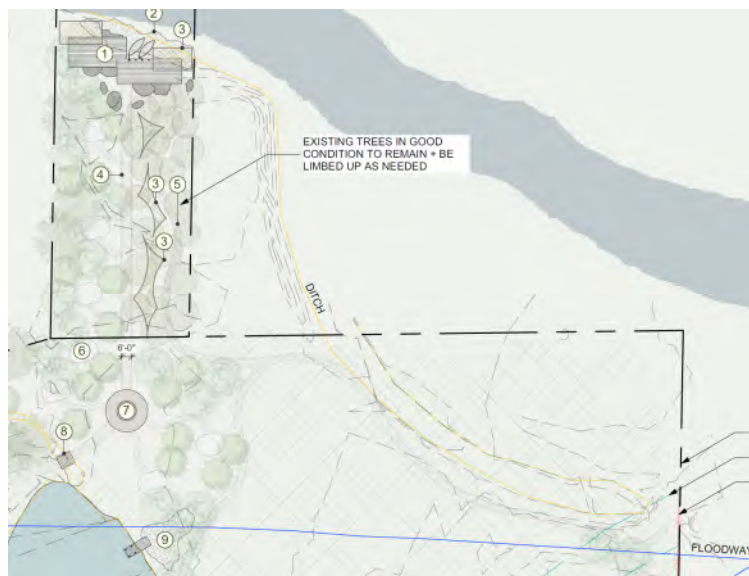 2
3
1
EXISTING TREES IN GOOD
CONDITION TO REMAIN + BE
LIMBED UP AS NEEDED
4
3
5
3
DITCH
6
6'-0"
7
8
9
FLOODWAY